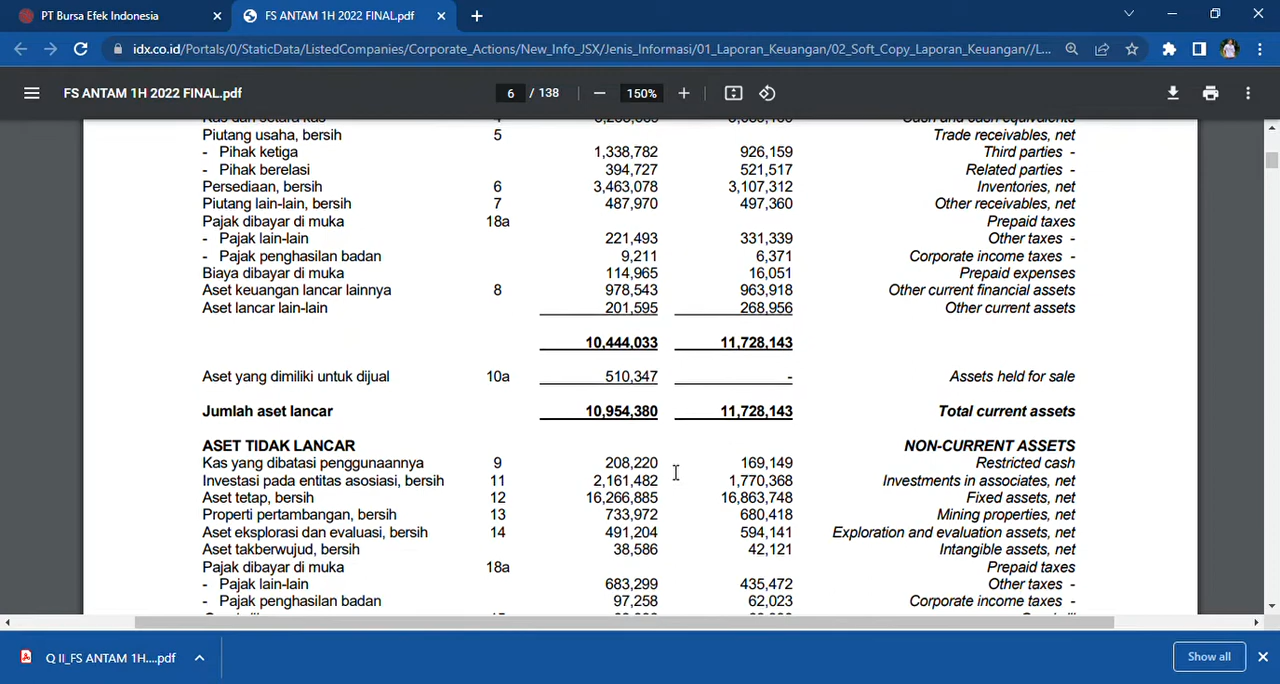 PT Bursa Efek Indonesia
FS ANTAM 1H 2022 FINAL.pdf
idx.co.id/Portals/0/StaticData/ListedCompanies/Corporate_Actions/New_Info_JSX/Jenis_Informasi/01_Laporan_Keuangan/02_Soft_Copy_Laporan_Keuangan//L...
FS ANTAM 1H 2022 FINAL.pdf 6 / 138 150%
Kas dan setara kas 4 Cash and cash equivalents
Piutang usaha, bersih 5 Trade receivables, net
- Pihak ketiga 1,338,782 926,159 Third parties -
- Pihak berelasi 394,727 521,517 Related parties -
Persediaan, bersih 6 3,463,078 3,107,312 Inventories, net
Piutang lain-lain, bersih 7 487,970 497,360 Other receivables, net
Pajak dibayar di muka 18a Prepaid taxes
- Pajak lain-lain 221,493 331,339 Other taxes -
- Pajak penghasilan badan 9,211 6,371 Corporate income taxes -
Biaya dibayar di muka 114,965 16,051 Prepaid expenses
Aset keuangan lancar lainnya 8 978,543 963,918 Other current financial assets
Aset lancar lain-lain 201,595 268,956 Other current assets
10,444,033 11,728,143
Aset yang dimiliki untuk dijual 10a 510,347 - Assets held for sale
Jumlah aset lancar 10,954,380 11,728,143 Total current assets
ASET TIDAK LANCAR NON-CURRENT ASSETS
Kas yang dibatasi penggunaannya 9 208,220 169,149 Restricted cash
Investasi pada entitas asosiasi, bersih 11 2,161,482 1,770,368 Investments in associates, net
Aset tetap, bersih 12 16,266,885 16,863,748 Fixed assets, net
Properti pertambangan, bersih 13 733,972 680,418 Mining properties, net
Aset eksplorasi dan evaluasi, bersih 14 491,204 594,141 Exploration and evaluation assets, net
Aset takberwujud, bersih 38,586 42,121 Intangible assets, net
Pajak dibayar di muka 18a Prepaid taxes
- Pajak lain-lain 683,299 435,472 Other taxes -
- Pajak penghasilan badan 97,258 62,023 Corporate income taxes -
Q II_FS ANTAM 1H....pdf
Show all